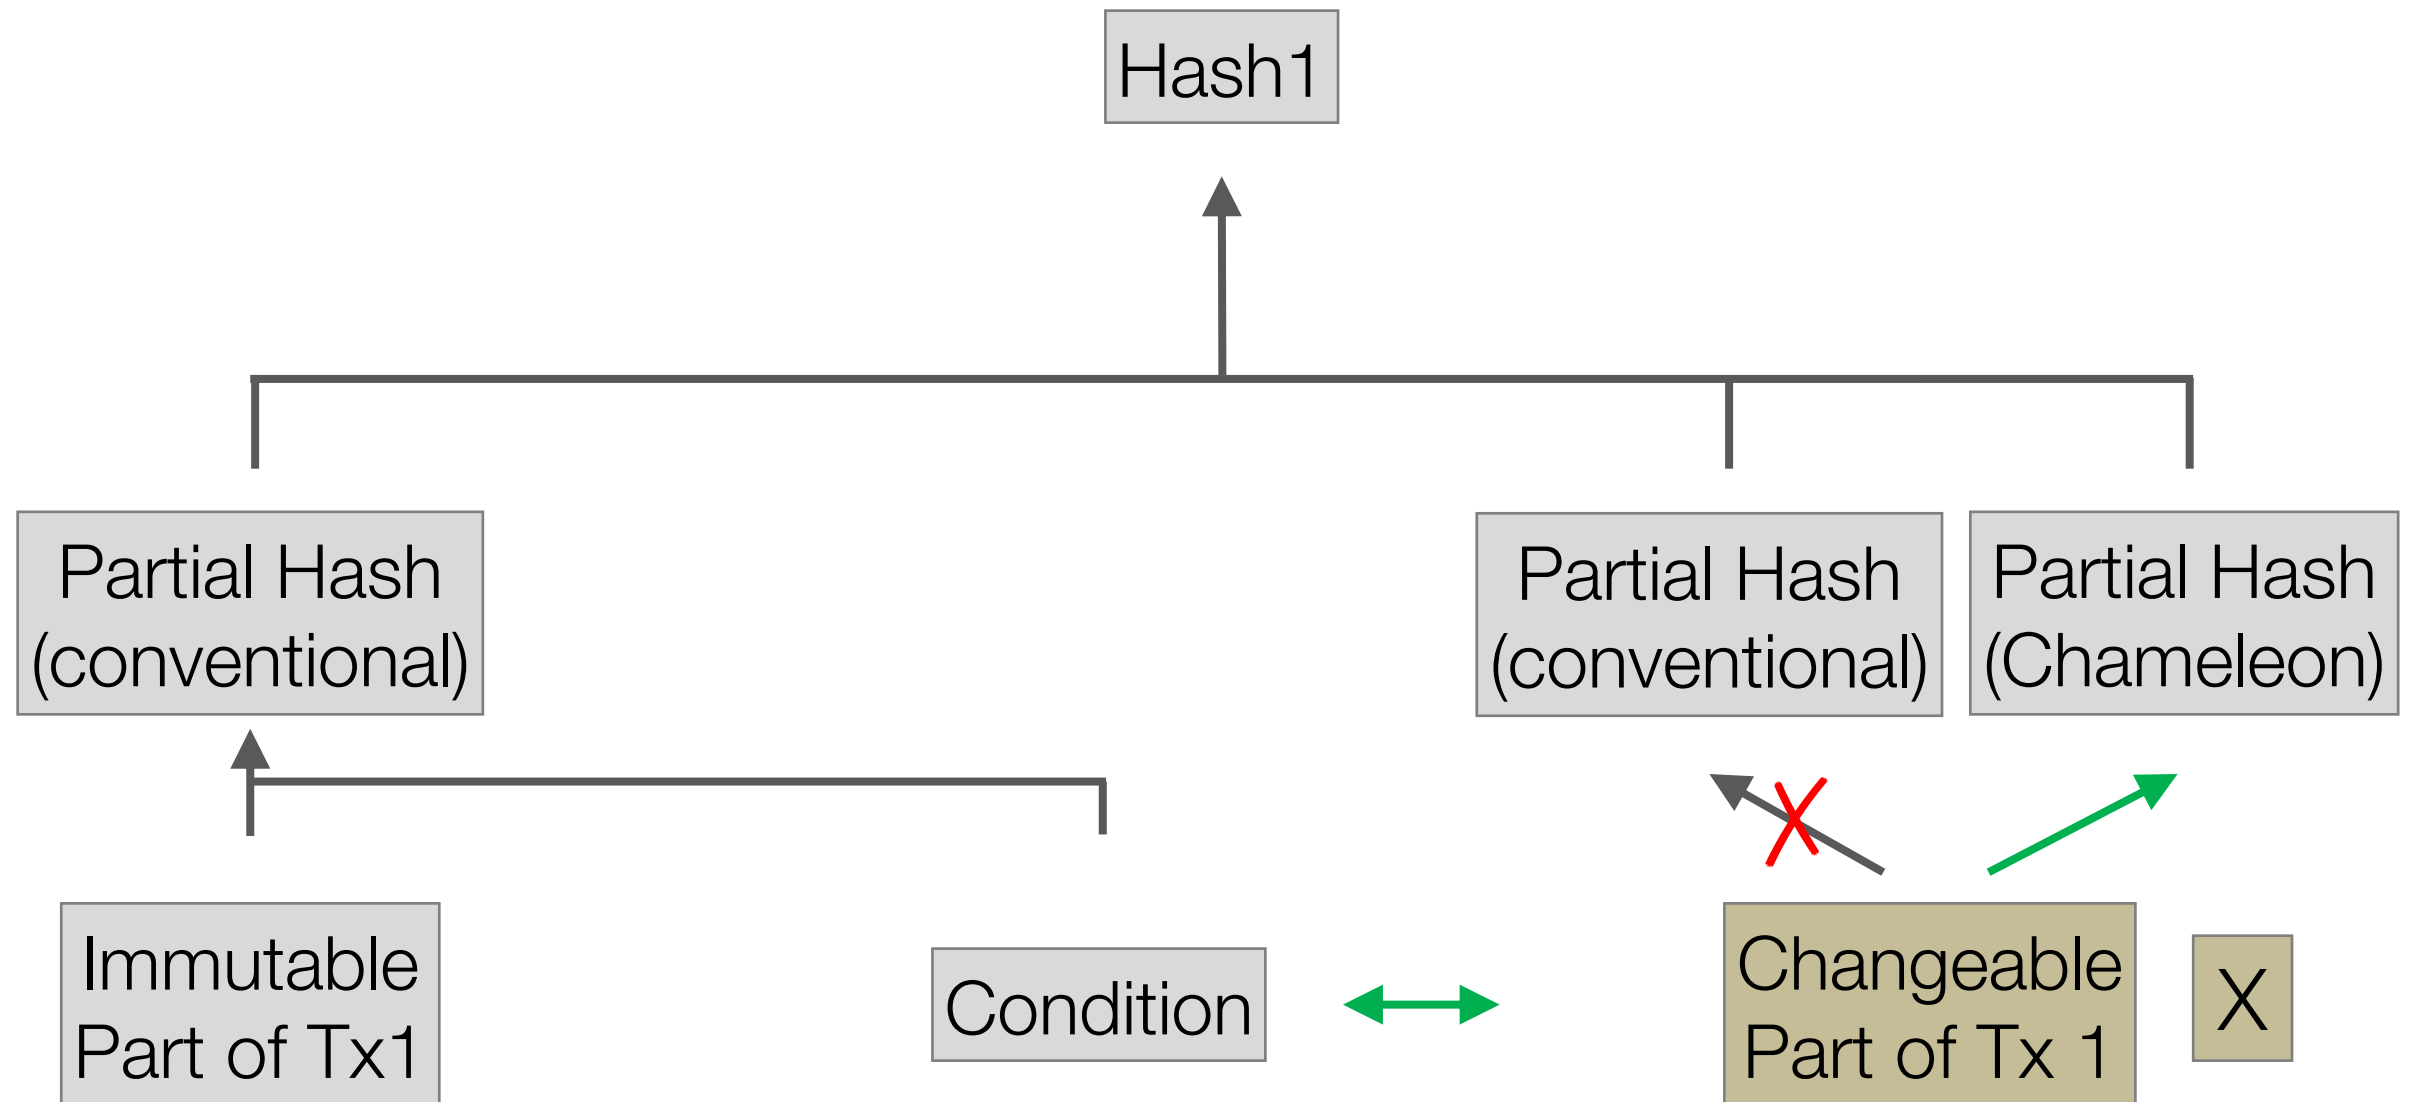 Hash1
Partial Hash
(conventional)
Partial Hash
(conventional)
Partial Hash
(Chameleon)
Immutable
Part of Tx1
Condition
Changeable
Part of Tx 1
X